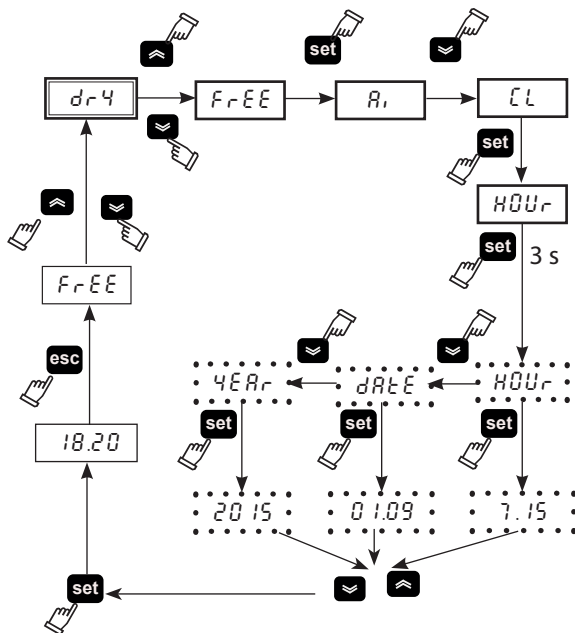 set
dr4 FrEE Ai CL
set
HOUr
set 3 s
FrEE
esc
YEAr dAtE HOUr
set set set
18.20
2015 01.09 7.15
set